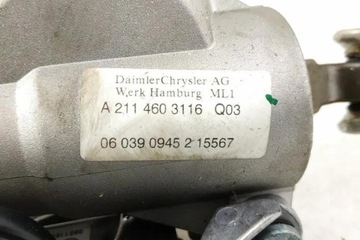 DaimlerChrysler AG
Werk Hamburg ML1
A 211 460 3116 Q03
06 039 0945 2 15567